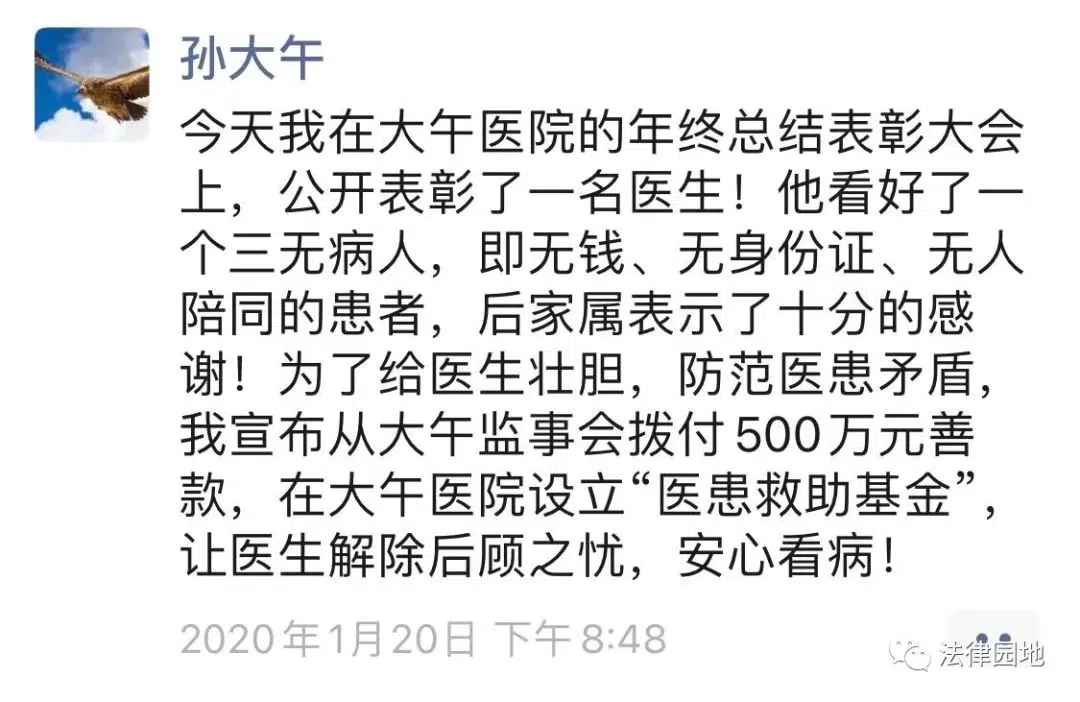 孙大午
今天我在大午医院的年终总结表彰大会
上，公开表彰了一名医生！他看好了一
个三无病人，即无钱、无身份证、无人
陪同的患者，后家属表示了十分的感
谢！为了给医生壮胆，防范医患矛盾，
我宣布从大午监事会拨付500万元善
款，在大午医院设立“医患救助基金”，
让医生解除后顾之忧，安心看病！
2020年1月20日 下午8:48
法律园地